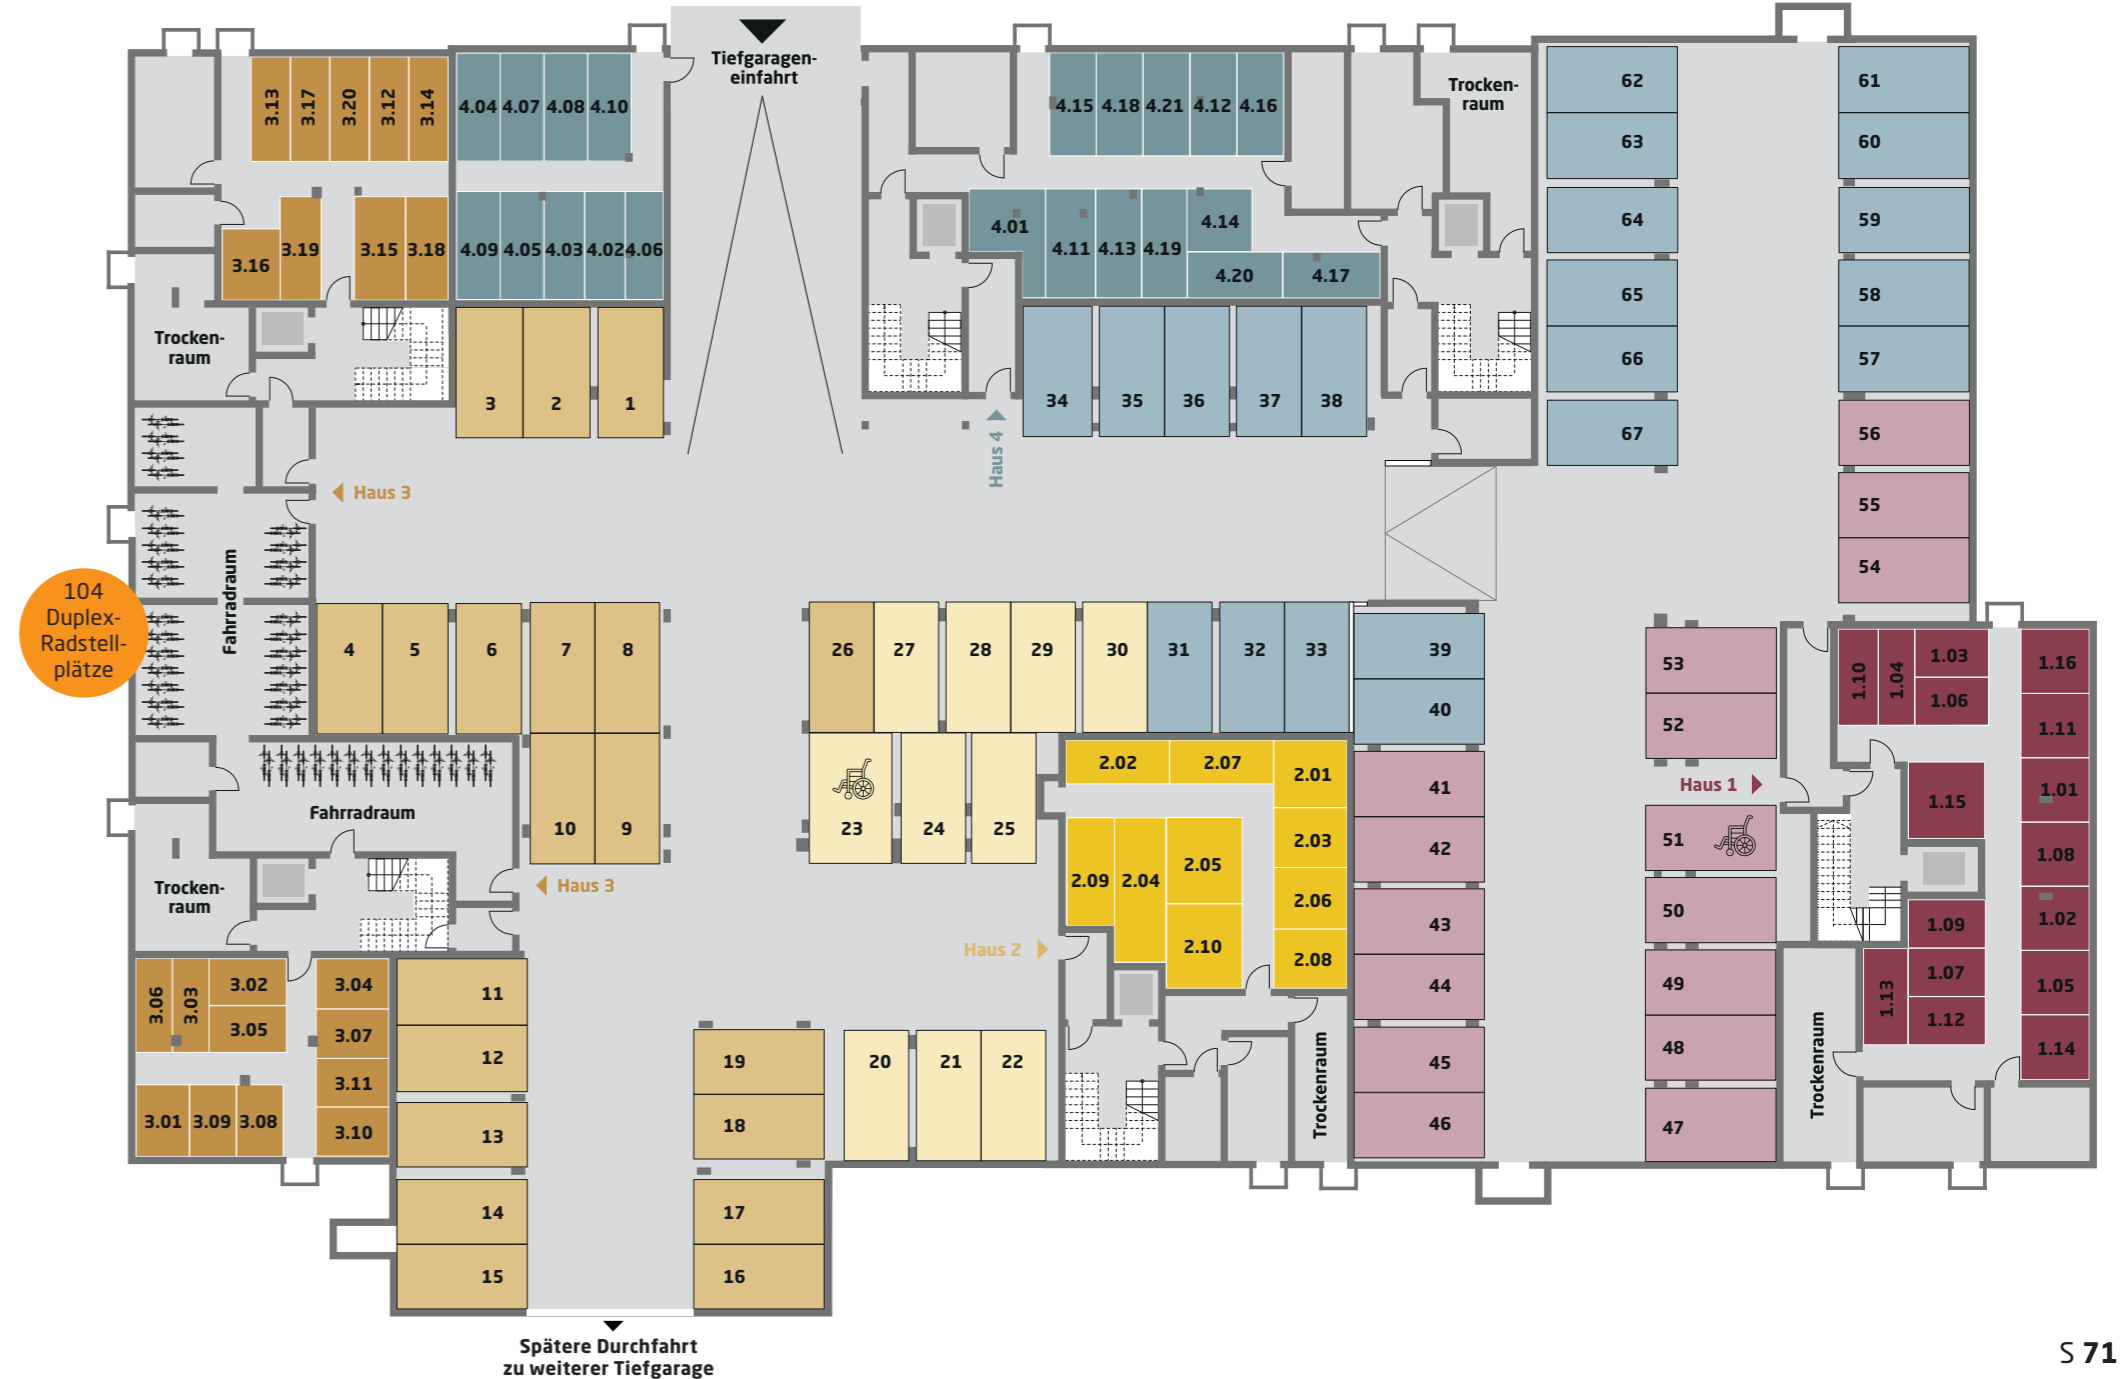 Tiefgaragen-
einfahrt
3.13 3.17 3.20 3.12 3.14
4.04 4.07 4.08 4.10
4.15 4.18 4.21 4.12 4.16
Trocken-
raum
62
61
63
60
3.16 3.19 3.15 3.18
4.09 4.05 4.03 4.02 4.06
4.01 4.11 4.13 4.19 4.14
4.20 4.17
64
59
65
58
66
57
Trocken-
raum
3 2 1
34 35 36 37 38
67
56
Haus 3
Haus 4
55
54
Fahrradraum
104
Duplex-
Radstell-
plätze
4 5 6 7 8
26 27 28 29 30 31 32 33
39
40
53
52
1.10 1.04 1.03
1.06
1.16
1.11
Fahrradraum
10 9
23 24 25
2.02 2.07 2.01
2.03
2.09 2.04 2.05
2.06
2.10
2.08
41
42
43
44
45
46
Haus 1
51
50
49
48
47
1.15
1.01
1.08
1.09
1.02
1.13 1.07
1.12
1.05
1.14
Trocken-
raum
Haus 3
Haus 2
3.06 3.03 3.02
3.05
3.04
3.07
3.11
3.10
3.01 3.09 3.08
11
12
13
14
15
19
18
17
16
20 21 22
Trockenraum
Trockenraum
Spätere Durchfahrt
zu weiterer Tiefgarage
S 71